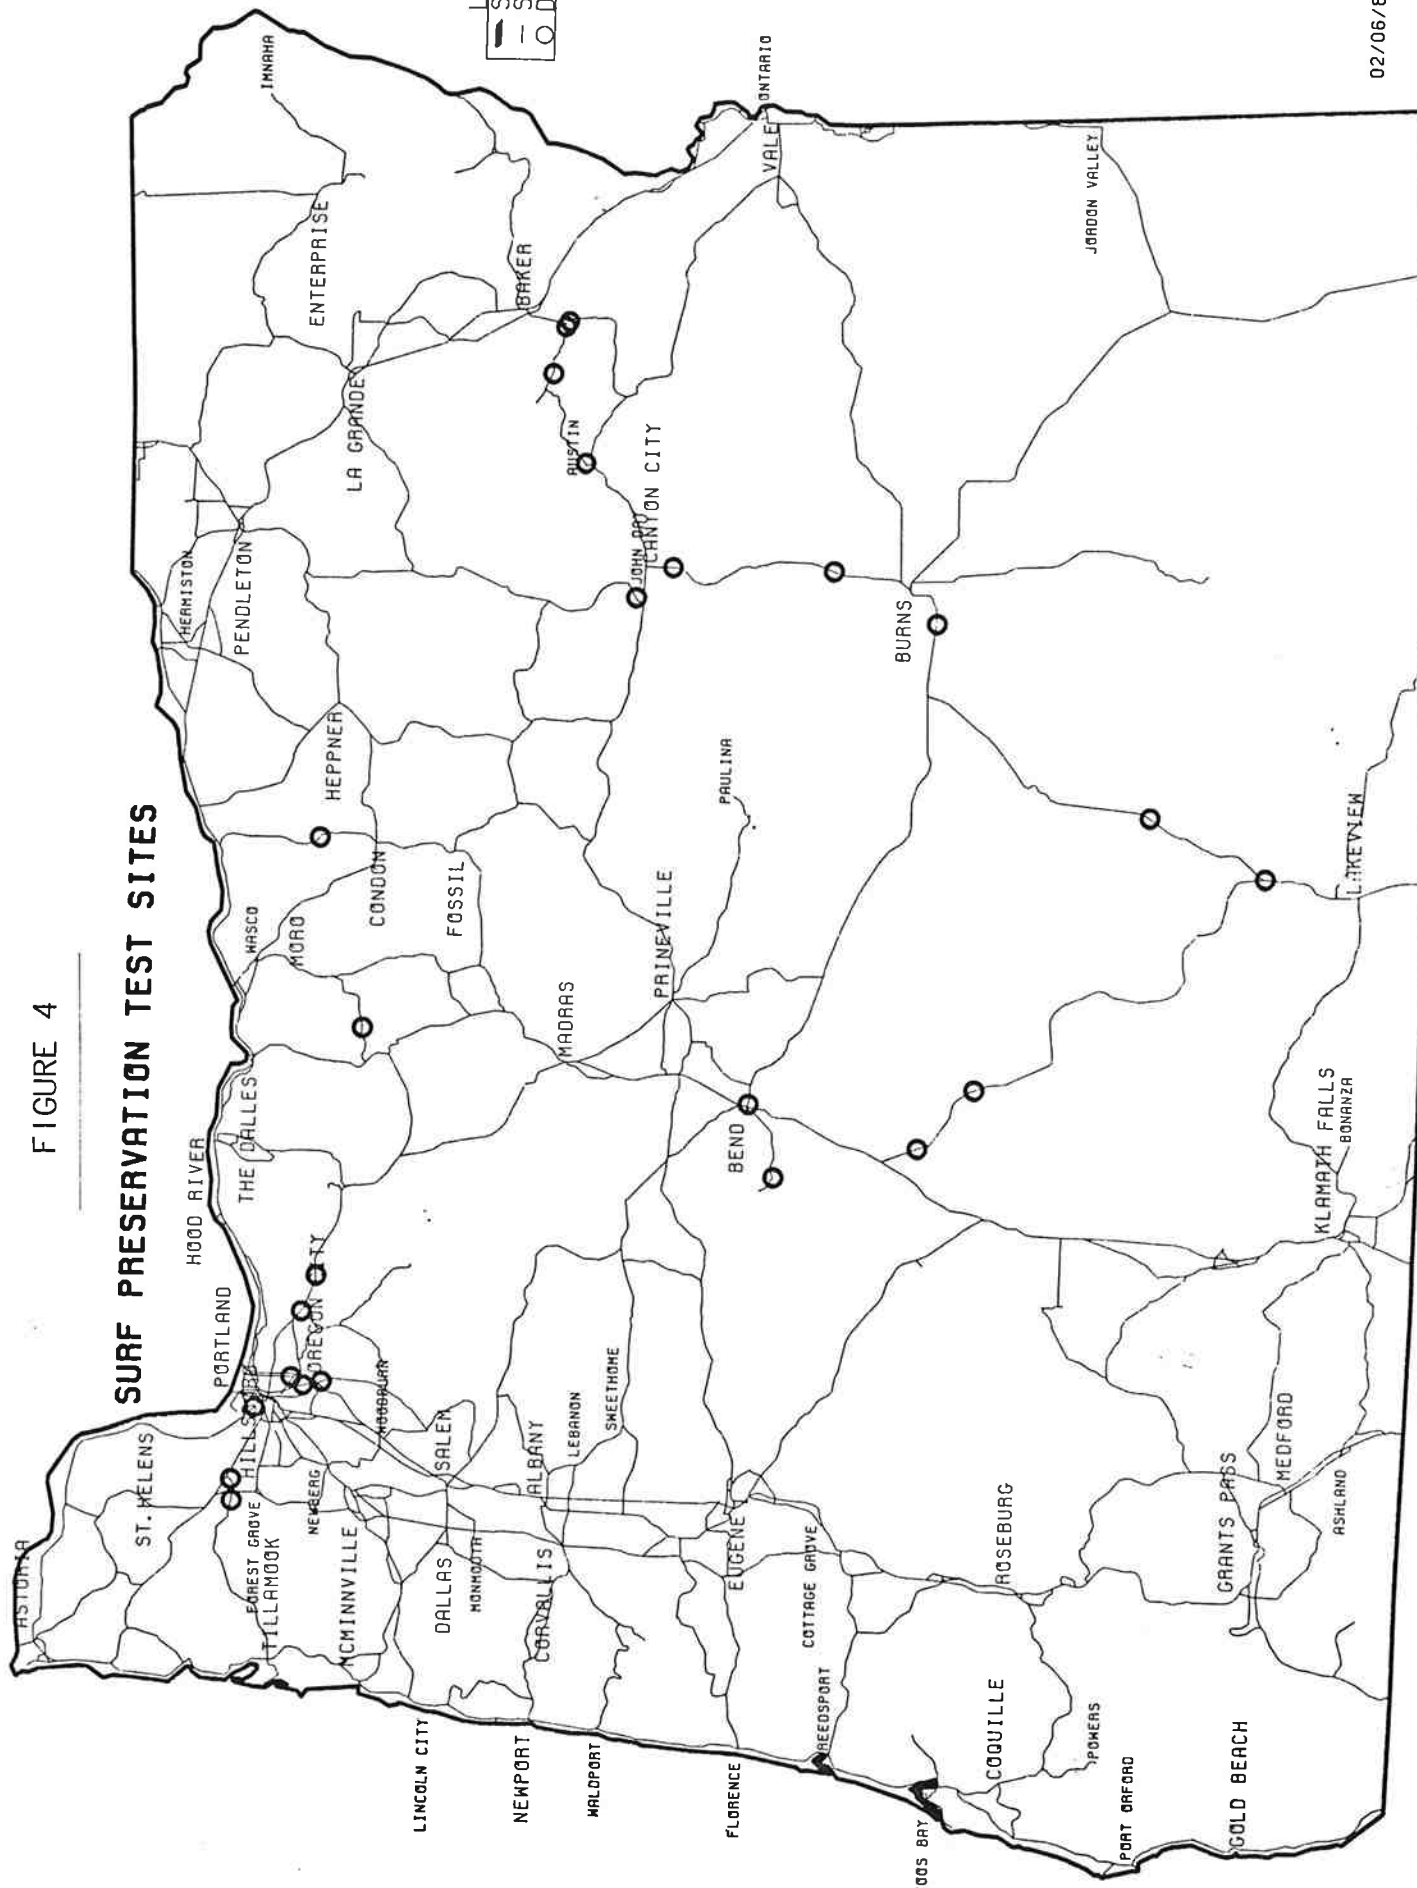 FIGURE 4
SURF PRESERVATION TEST SITES
ASTORIA
ST. HELENS
PORTLAND
HOOD RIVER
THE DALLES
WASCO
MORO
HERMISTON
PENDLETON
HEPPNER
CONDON
FOSSIL
IMNAHA
ENTERPRISE
LA GRANDE
BAKER
AUSTIN
JOHN DAY
CANYON CITY
VALE
ONTARIO
JORDON VALLEY
BURNS
PAULINA
PRINEVILLE
MADRAS
BEND
LAKEVIEW
KLAMATH FALLS
BONANZA
OREGON CITY
FOREST GROVE
TILLAMOOK
NEWBERG
WOODBURN
MCMINNVILLE
SALEM
DALLAS
MONMOUTH
ALBANY
LEBANON
SWEETHOME
CORVALLIS
LINCOLN CITY
NEWPORT
WALDPORT
FLORENCE
EUGENE
COTTAGE GROVE
REEDSPORT
OOS BAY
COQUILLE
POWERS
PORT ORFORD
GOLD BEACH
ROSEBURG
GRANTS PASS
MEDFORD
ASHLAND
L
S
S
D
02/06/8